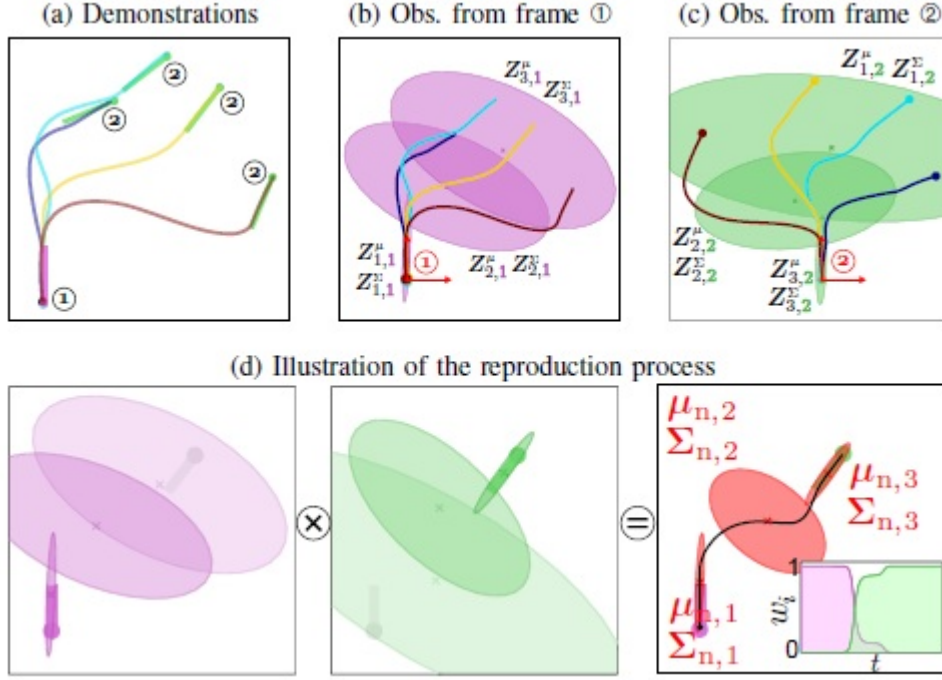 (a) Demonstrations
(b) Obs. from frame ①
(c) Obs. from frame ②
②
②
②
②
①
Z^μ_{3,1}
Z^Σ_{3,1}
Z^μ_{1,1}
Z^Σ_{1,1}
①
Z^μ_{2,1} Z^Σ_{2,1}
Z^μ_{1,2} Z^Σ_{1,2}
Z^μ_{2,2}
Z^Σ_{2,2}
Z^μ_{3,2}
Z^Σ_{3,2}
②
(d) Illustration of the reproduction process
⊗
=
μ_{n,2}
Σ_{n,2}
μ_{n,3}
Σ_{n,3}
μ_{n,1}
Σ_{n,1}
1
w_i
0
t